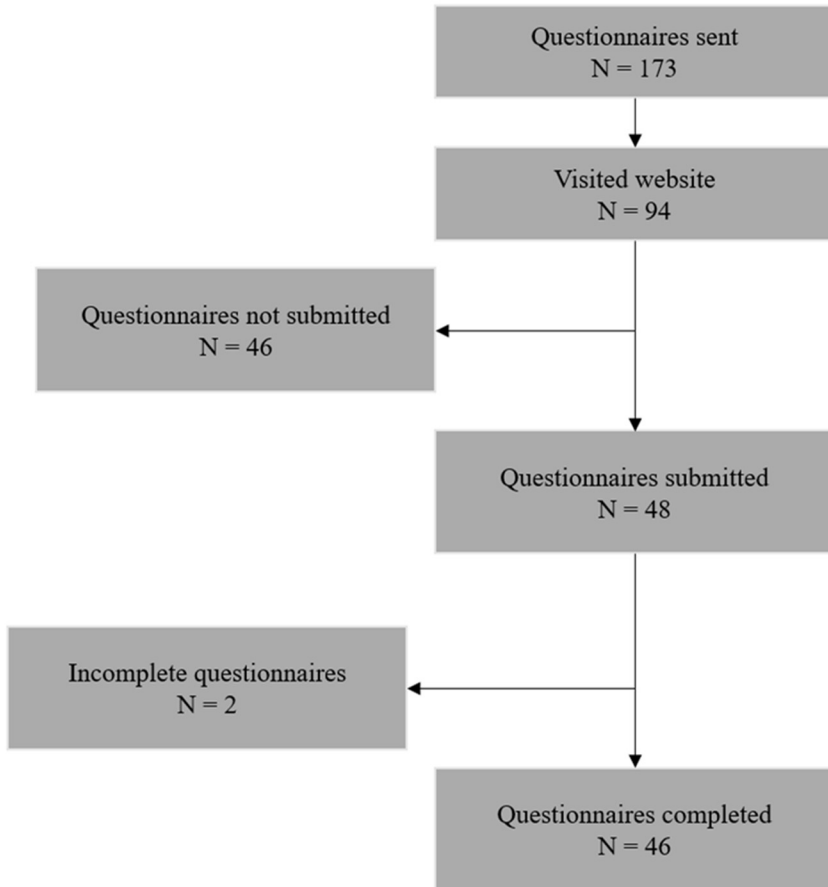 Questionnaires sent
N = 173
Visited website
N = 94
Questionnaires not submitted
N = 46
Questionnaires submitted
N = 48
Incomplete questionnaires
N = 2
Questionnaires completed
N = 46